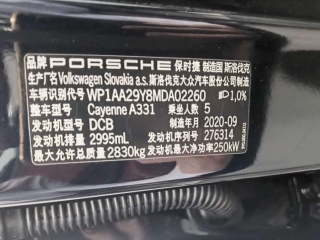 品牌 PORSCHE 保时捷 制造国 斯洛伐克
生产厂名 Volkswagen Slovakia a.s. 斯洛伐克大众汽车股份公司制造
车辆识别代号 WP1AA29Y8MDA02260 1,0%
整车型号 Cayenne A331 乘坐人数 5
发动机型号 DCB 制造年月 2020-09
发动机排量 2995mL 发动机序列号 276314
最大允许总质量 2830kg 发动机最大净功率 250kW